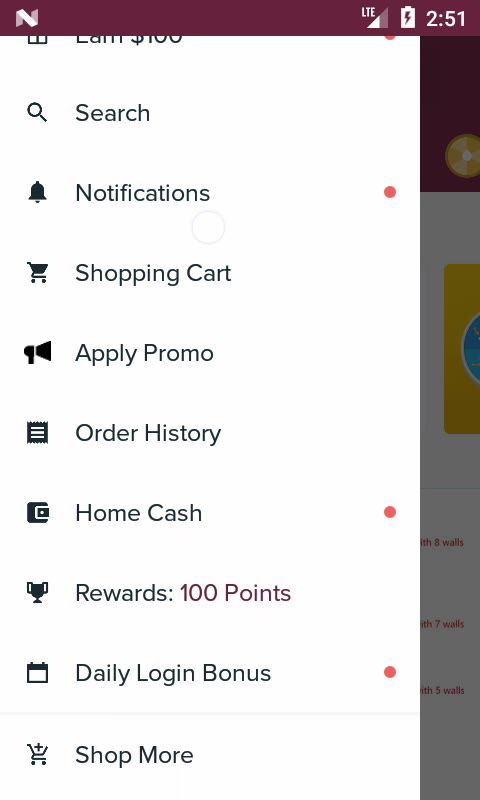 LTE 2:51
Earn $100
Search
Notifications
Shopping Cart
Apply Promo
Order History
Home Cash
ith 8 walls
Rewards: 100 Points
ith 7 walls
Daily Login Bonus
ith 5 walls
Shop More